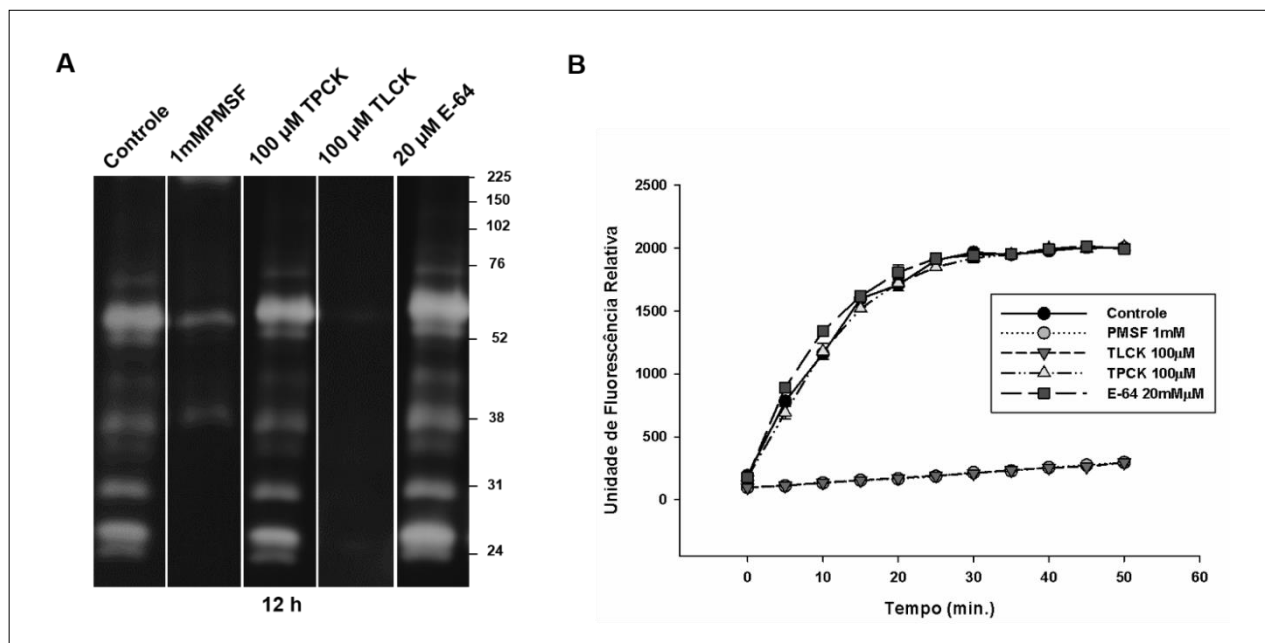 A
Controle
1mMPMSF
100 µM TPCK
100 µM TLCK
20 µM E-64
225
150
102
76
52
38
31
24
12 h
B
Unidade de Fluorescência Relativa
2500
2000
1500
1000
500
0
0 10 20 30 40 50 60
Tempo (min.)
Controle
PMSF 1mM
TLCK 100µM
TPCK 100µM
E-64 20mMµM